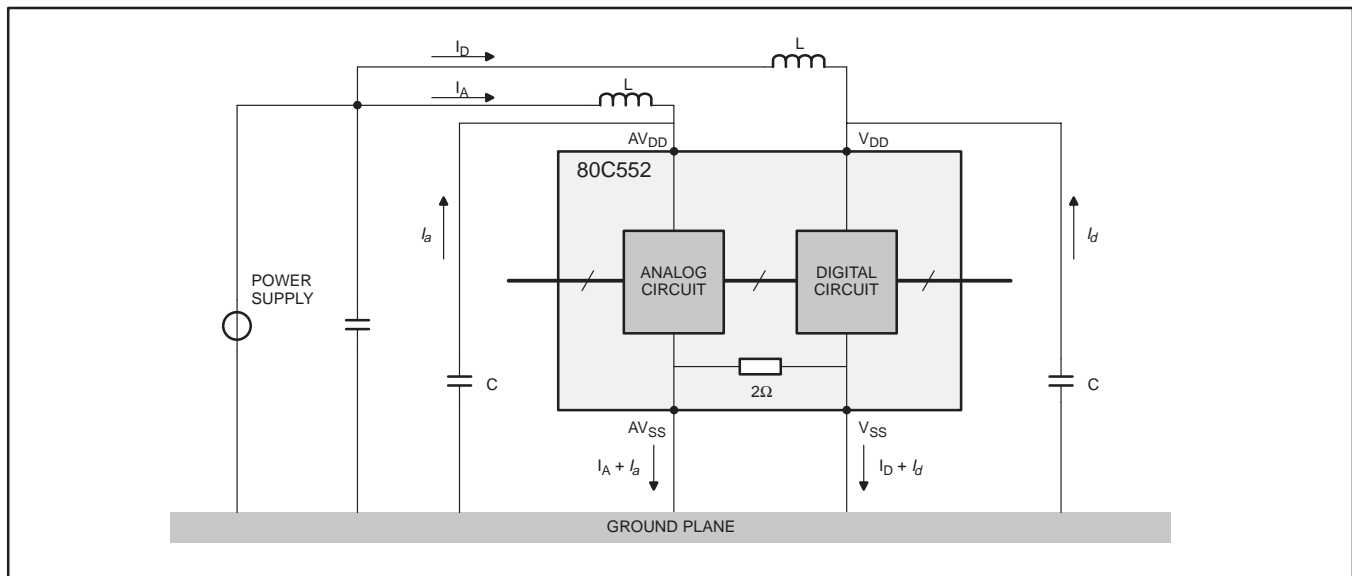 I_D
L
I_A
L
AV_DD
V_DD
80C552
I_a
I_d
ANALOG
CIRCUIT
DIGITAL
CIRCUIT
POWER
SUPPLY
C
C
2Ω
AV_SS
V_SS
I_A + I_a
I_D + I_d
GROUND PLANE